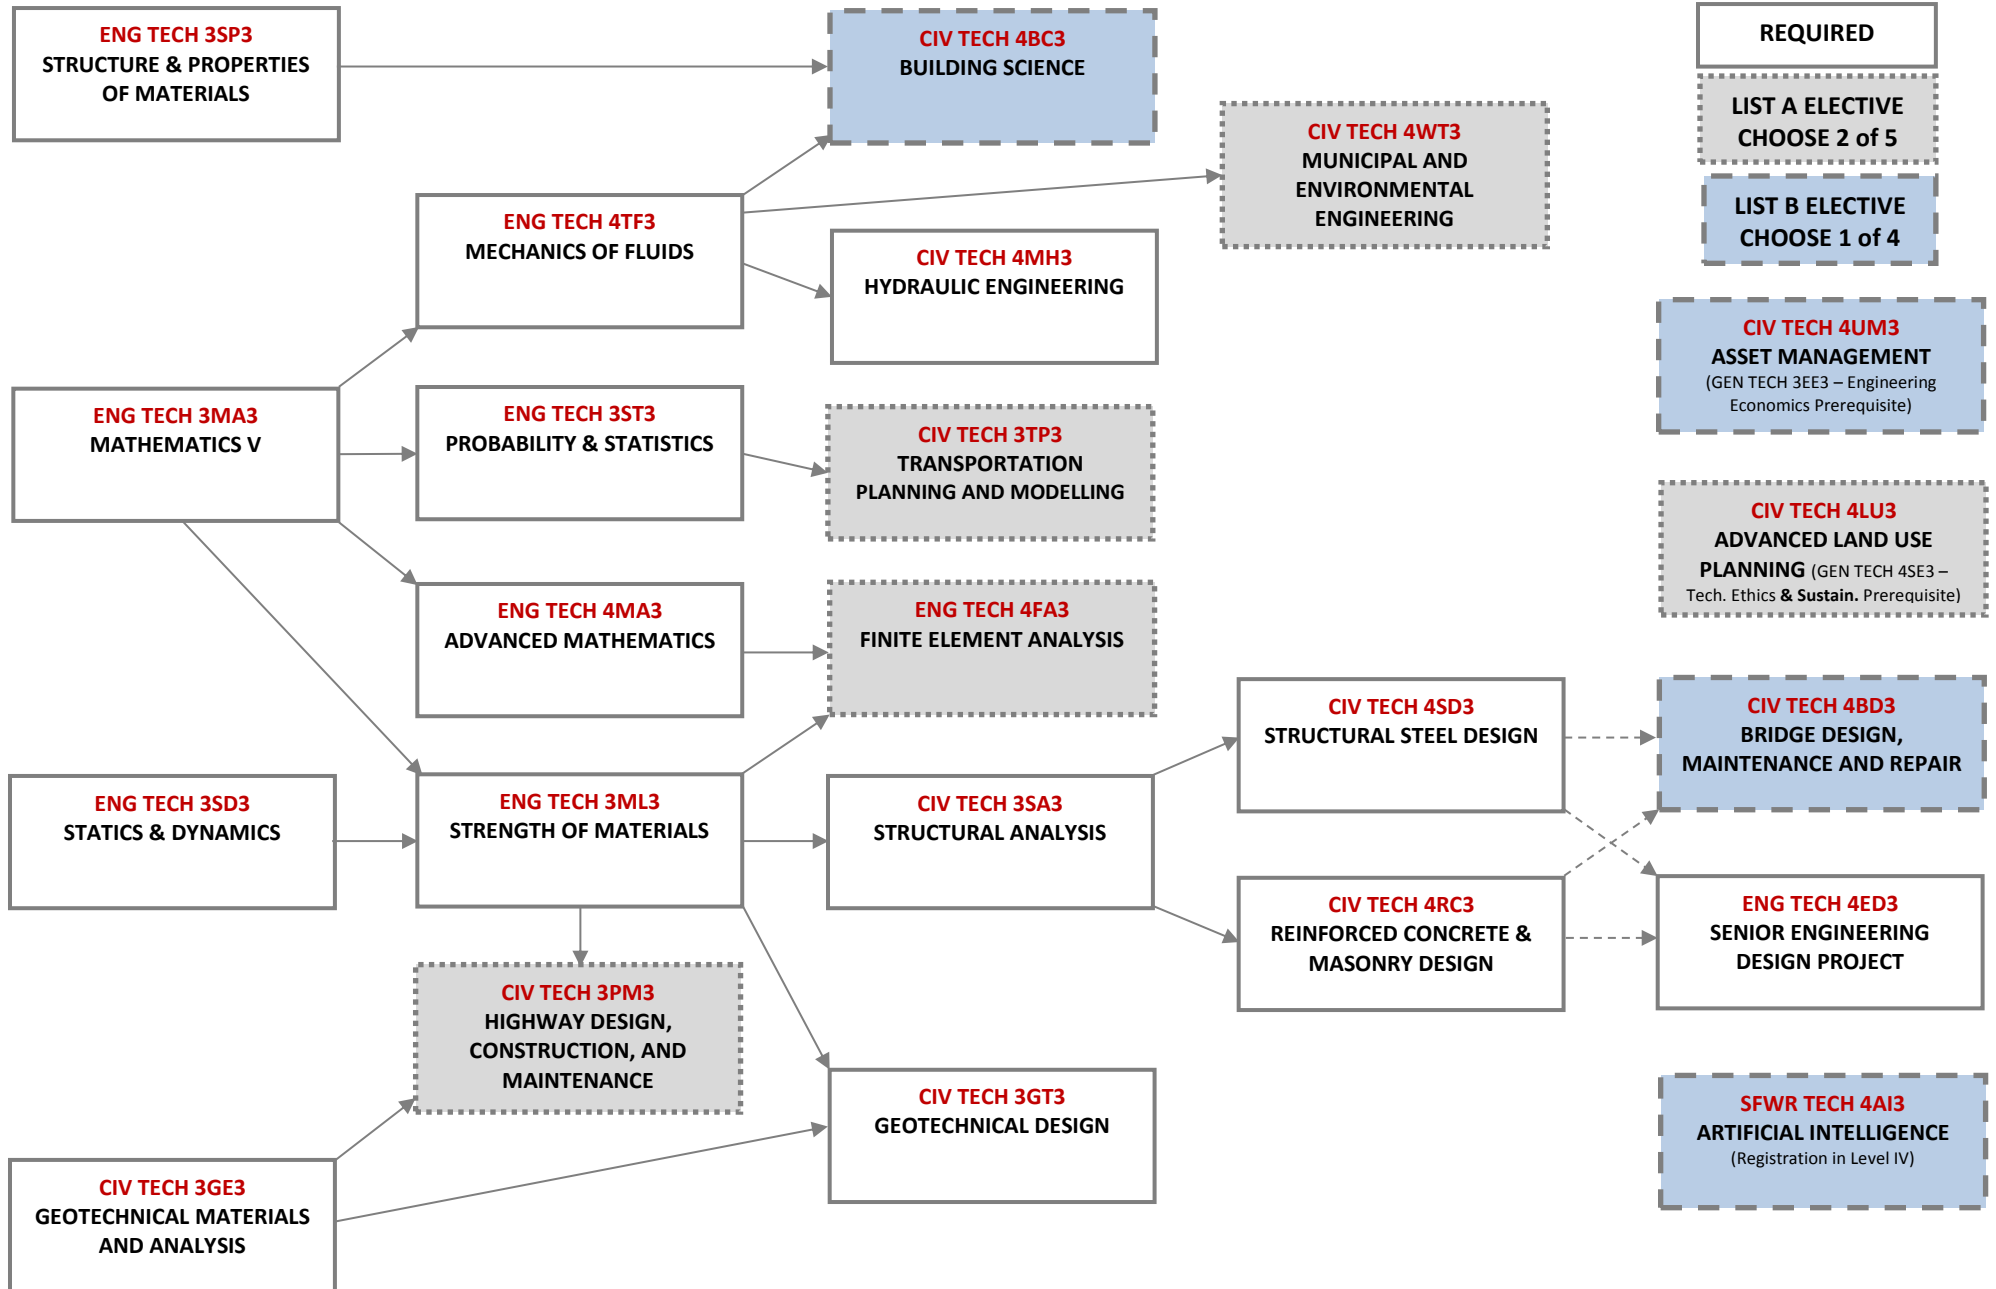 ENG TECH 3SP3
STRUCTURE & PROPERTIES
OF MATERIALS
CIV TECH 4BC3
BUILDING SCIENCE
REQUIRED
LIST A ELECTIVE
CHOOSE 2 of 5
LIST B ELECTIVE
CHOOSE 1 of 4
CIV TECH 4WT3
MUNICIPAL AND
ENVIRONMENTAL
ENGINEERING
ENG TECH 4TF3
MECHANICS OF FLUIDS
CIV TECH 4MH3
HYDRAULIC ENGINEERING
CIV TECH 4UM3
ASSET MANAGEMENT
(GEN TECH 3EE3 – Engineering
Economics Prerequisite)
ENG TECH 3MA3
MATHEMATICS V
ENG TECH 3ST3
PROBABILITY & STATISTICS
CIV TECH 3TP3
TRANSPORTATION
PLANNING AND MODELLING
CIV TECH 4LU3
ADVANCED LAND USE
PLANNING (GEN TECH 4SE3 –
Tech. Ethics & Sustain. Prerequisite)
ENG TECH 4MA3
ADVANCED MATHEMATICS
ENG TECH 4FA3
FINITE ELEMENT ANALYSIS
CIV TECH 4SD3
STRUCTURAL STEEL DESIGN
CIV TECH 4BD3
BRIDGE DESIGN,
MAINTENANCE AND REPAIR
ENG TECH 3SD3
STATICS & DYNAMICS
ENG TECH 3ML3
STRENGTH OF MATERIALS
CIV TECH 3SA3
STRUCTURAL ANALYSIS
CIV TECH 4RC3
REINFORCED CONCRETE &
MASONRY DESIGN
ENG TECH 4ED3
SENIOR ENGINEERING
DESIGN PROJECT
CIV TECH 3PM3
HIGHWAY DESIGN,
CONSTRUCTION, AND
MAINTENANCE
CIV TECH 3GT3
GEOTECHNICAL DESIGN
SFWR TECH 4AI3
ARTIFICIAL INTELLIGENCE
(Registration in Level IV)
CIV TECH 3GE3
GEOTECHNICAL MATERIALS
AND ANALYSIS